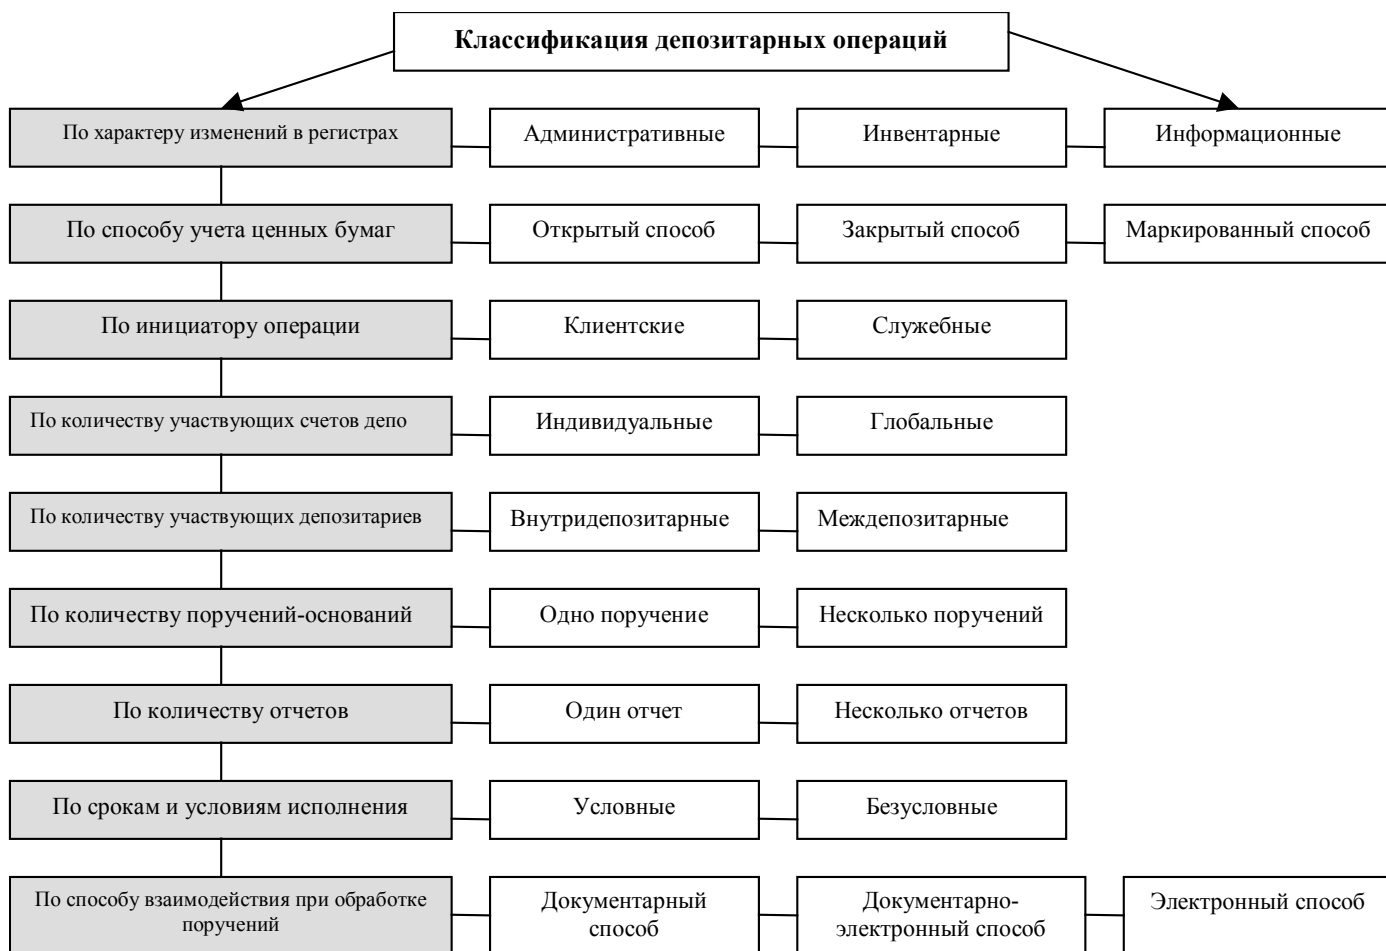 Классификация депозитарных операций
По характеру изменений в регистрах
Административные
Инвентарные
Информационные
По способу учета ценных бумаг
Открытый способ
Закрытый способ
Маркированный способ
По инициатору операции
Клиентские
Служебные
По количеству участвующих счетов депо
Индивидуальные
Глобальные
По количеству участвующих депозитариев
Внутридепозитарные
Междепозитарные
По количеству поручений-оснований
Одно поручение
Несколько поручений
По количеству отчетов
Один отчет
Несколько отчетов
По срокам и условиям исполнения
Условные
Безусловные
По способу взаимодействия при обработке
поручений
Документарный
способ
Документарно-
электронный способ
Электронный способ